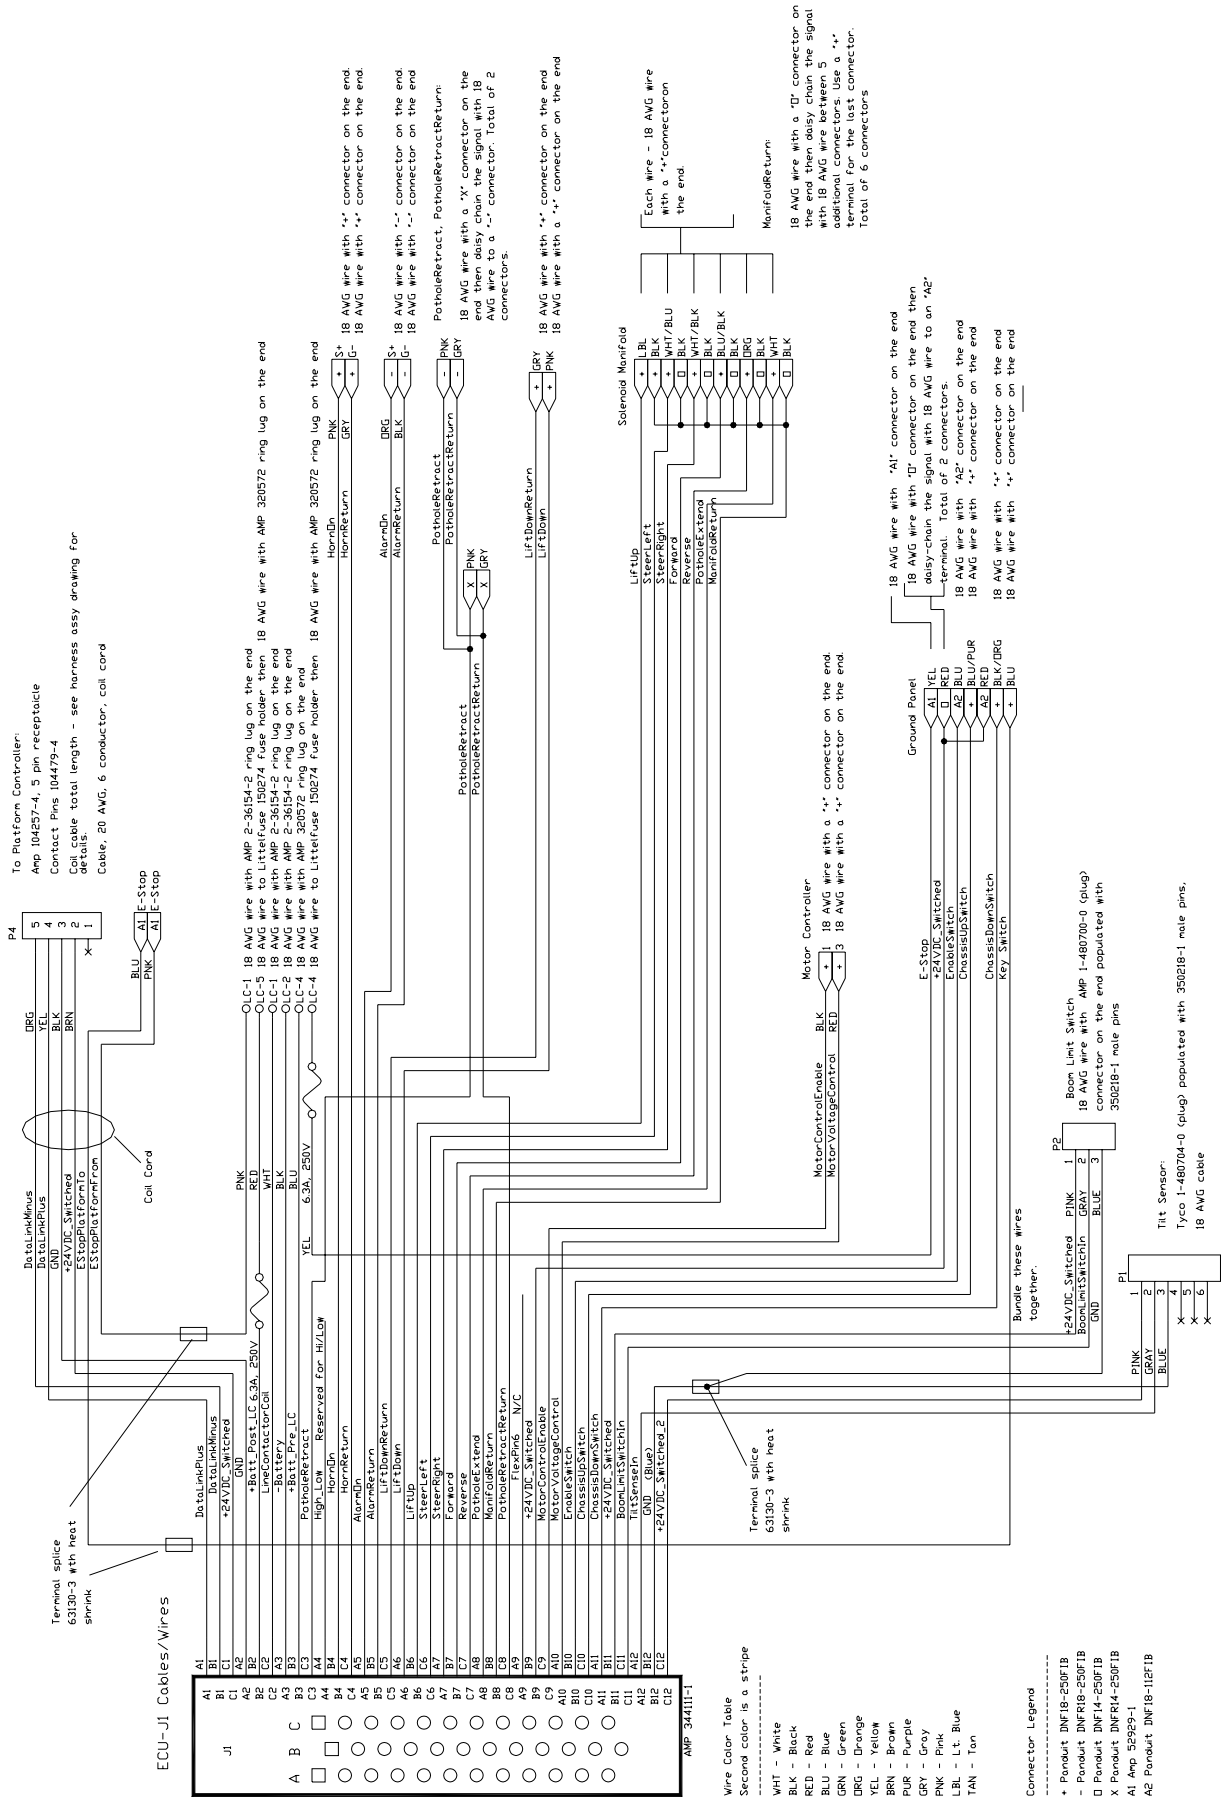 ECU-J1 Cables/Wires
J1
A B C
AMP 344111-1
A1
B1
C1
A2
B2
C2
A3
B3
C3
A4
B4
C4
A5
B5
C5
A6
B6
C6
A7
B7
C7
A8
B8
C8
A9
B9
C9
A10
B10
C10
A11
B11
C11
A12
B12
C12
DataLinkPlus
DataLinkMinus
+24VDC_Switched
GND
+Batt_Post_LC 6.3A, 250V
LineContactorCoil
-Battery
+Batt_Pre_LC
PotholeRetract
High_Low Reserved for Hi/Low
HornOn
HornReturn
AlarmOn
AlarmReturn
LiftDownReturn
LiftDown
LiftUp
SteerLeft
SteerRight
Forward
Reverse
PotholeExtend
ManifoldReturn
PotholeRetractReturn
FlexPin6 N/C
+24VDC_Switched
MotorControlEnable
MotorVoltageControl
EnableSwitch
ChassisUpSwitch
ChassisDownSwitch
+24VDC_Switched
BoomLimitSwitchIn
TiltSenseIn
GND (Blue)
+24VDC_Switched_2
Terminal splice
63130-3 wth heat
shrink
Terminal splice
63130-3 wth heat
shrink
DataLinkMinus
DataLinkPlus
GND
+24VDC_Switched
EStopPlatformTo
EStopPlatformFrom
Coil Cord
ORG
YEL
BLK
BRN
P4
5
4
3
2
1
BLU A1 E-Stop
PNK A1 E-Stop
To Platform Controller:
Amp 104257-4, 5 pin receptaicle
Contact Pins 104479-4
Coil cable total length - see harness assy drawing for
details.
Cable, 20 AWG, 6 conductor, coil cord
PNK
RED
WHT
BLK
BLU
YEL
6.3A, 250V
LC-1 18 AWG wire with AMP 2-36154-2 ring lug on the end
LC-5 18 AWG wire to Littelfuse 150274 fuse holder then 18 AWG wire with AMP 320572 ring lug on the end
LC-1 18 AWG wire with AMP 2-36154-2 ring lug on the end
LC-2 18 AWG wire with AMP 2-36154-2 ring lug on the end
LC-4 18 AWG wire with AMP 320572 ring lug on the end
LC-4 18 AWG wire to Littelfuse 150274 fuse holder then 18 AWG wire with AMP 320572 ring lug on the end
HornOn PNK + S+ 18 AWG wire with "+" connector on the end.
HornReturn GRY + G- 18 AWG wire with "+" connector on the end.
AlarmOn ORG - S+ 18 AWG wire with "-" connector on the end.
AlarmReturn BLK - G- 18 AWG wire with "-" connector on the end.
PotholeRetract
PotholeRetractReturn
X PNK
X GRY
PotholeRetract - PNK
PotholeRetractReturn - GRY
PotholeRetract, PotholeRetractReturn:
18 AWG wire with a "X" connector on the
end then daisy chain the signal with 18
AWG wire to a "-" connector. Total of 2
connectors.
LiftDownReturn + GRY 18 AWG wire with "+" connector on the end
LiftDown + PNK 18 AWG wire with a "+" connector on the end
Solenoid Manifold
LiftUp
SteerLeft
SteerRight
Forward
Reverse
PotholeExtend
ManifoldReturn
+ LBL
+ BLK
+ WHT/BLU
□ BLK
+ WHT/BLK
□ BLK
+ BLU/BLK
□ BLK
+ ORG
□ BLK
+ WHT
□ BLK
Each wire - 18 AWG wire
with a "+"connectoron
the end.
ManifoldReturn:
18 AWG wire with a "□" connector on
the end then daisy chain the signal
with 18 AWG wire between 5
additional connectors. Use a "+"
terminal for the last connector.
Total of 6 connectors
Motor Controller
MotorControlEnable BLK + 1 18 AWG wire with a "+" connector on the end.
MotorVoltageControl RED + 3 18 AWG wire with a "+" connector on the end.
Ground Panel
E-Stop
+24VDC_Switched
EnableSwitch
ChassisUpSwitch
ChassisDownSwitch
Key Switch
A1 YEL
□ RED
A2 BLU
+ BLU/PUR
A2 RED
+ BLK/ORG
+ BLU
18 AWG wire with "A1" connector on the end
18 AWG wire with "□" connector on the end then
daisy-chain the signal with 18 AWG wire to an "A2"
terminal. Total of 2 connectors.
18 AWG wire with "A2" connector on the end
18 AWG wire with "+" connector on the end
18 AWG wire with "+" connector on the end
18 AWG wire with "+" connector on the end
Bundle these wires
together.
P2
Boom Limit Switch
18 AWG wire with AMP 1-480700-0 (plug)
connector on the end populated with
350218-1 male pins
+24VDC_Switched PINK 1
BoomLimitSwitchIn GRAY 2
GND BLUE 3
P1
PINK 1
GRAY 2
BLUE 3
4
5
6
Tilt Sensor:
Tyco 1-480704-0 (plug) populated with 350218-1 male pins,
18 AWG cable
Wire Color Table
Second color is a stripe
WHT - White
BLK - Black
RED - Red
BLU - Blue
GRN - Green
ORG - Orange
YEL - Yellow
BRN - Brown
PUR - Purple
GRY - Gray
PNK - Pink
LBL - Lt. Blue
TAN - Tan
Connector Legend
+ Panduit DNF18-250FIB
- Panduit DNFR18-250FIB
□ Panduit DNF14-250FIB
X Panduit DNFR14-250FIB
A1 Amp 52929-1
A2 Panduit DNF18-112FIB